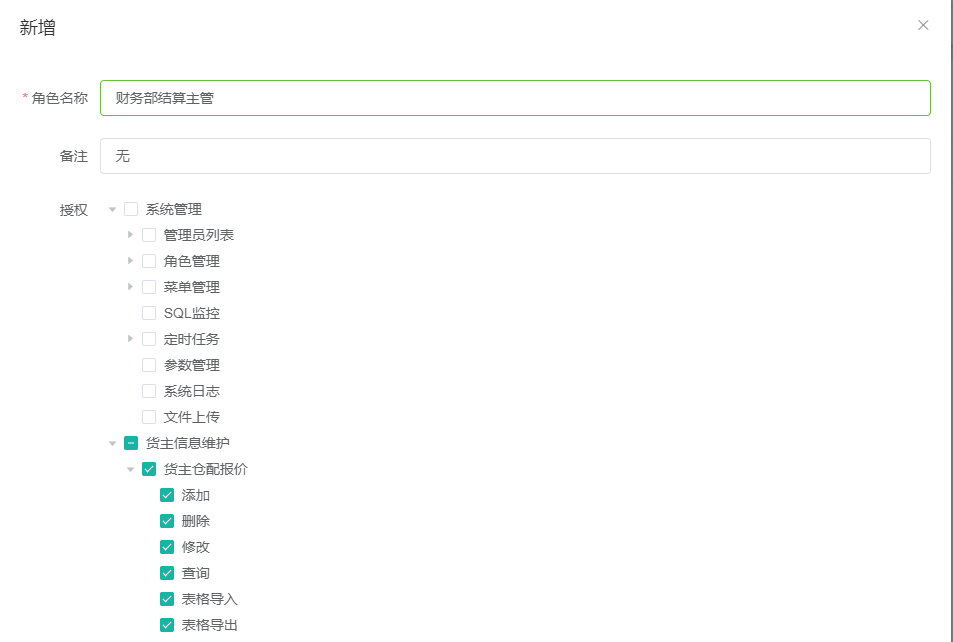 新增
* 角色名称 财务部结算主管
备注 无
授权 系统管理
管理员列表
角色管理
菜单管理
SQL监控
定时任务
参数管理
系统日志
文件上传
货主信息维护
货主仓配报价
添加
删除
修改
查询
表格导入
表格导出